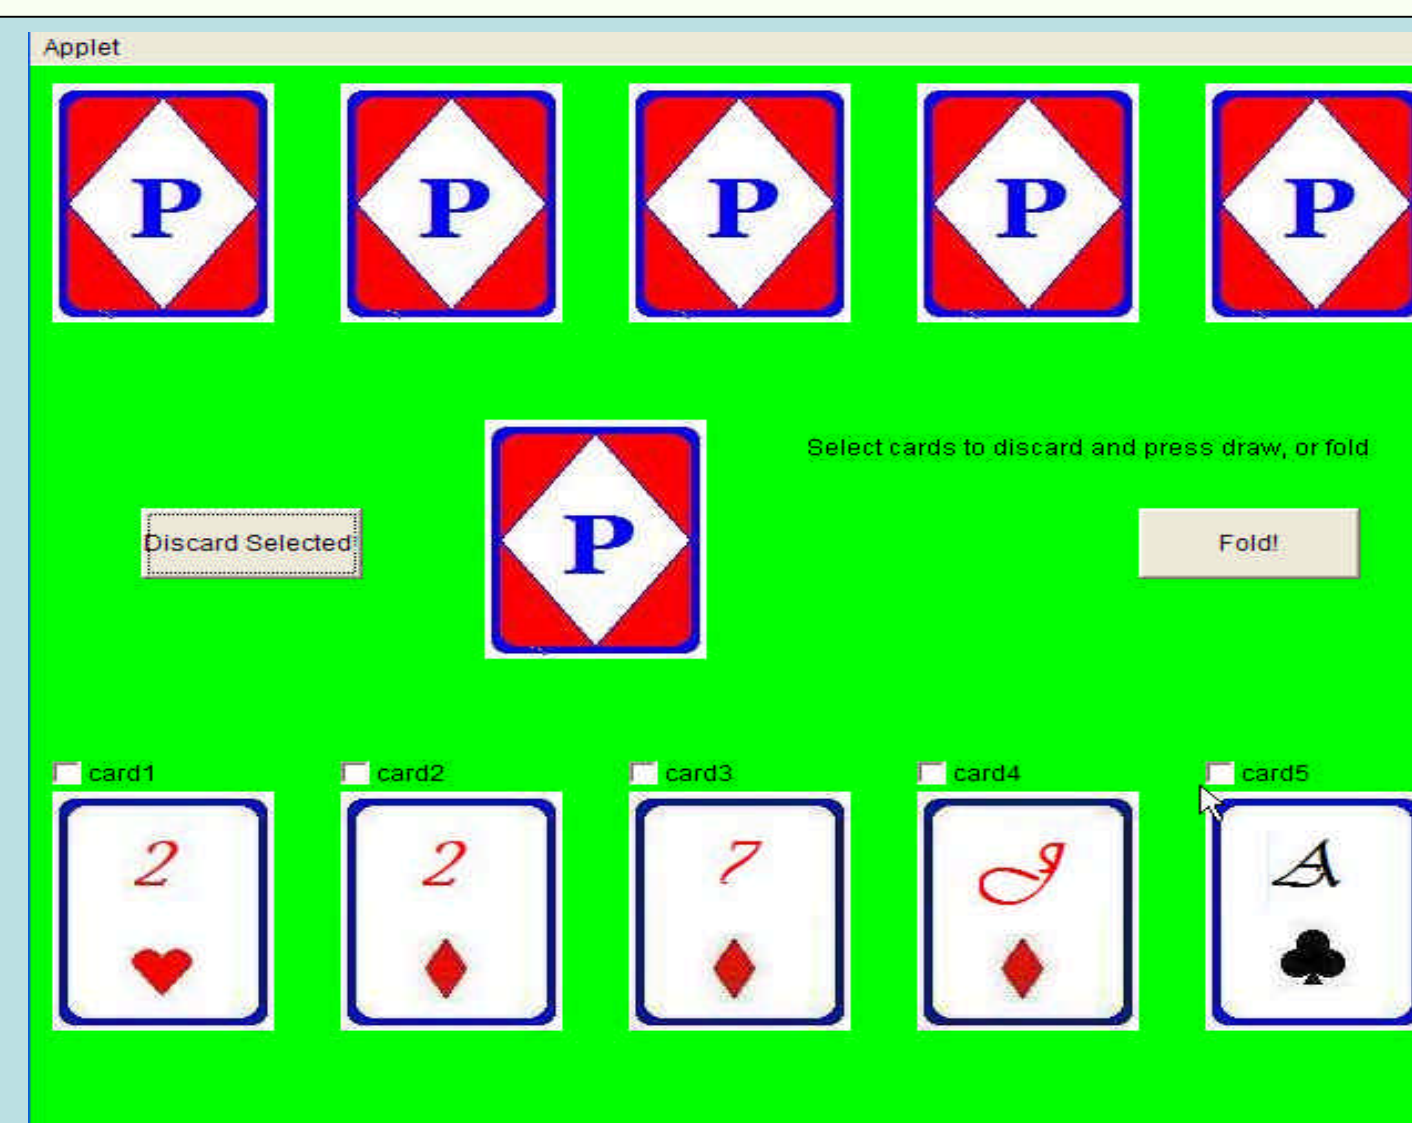 Applet
P P P P P
Select cards to discard and press draw, or fold
P
Discard Selected
Fold!
card1 card2 card3 card4 card5
2 2 7 J A